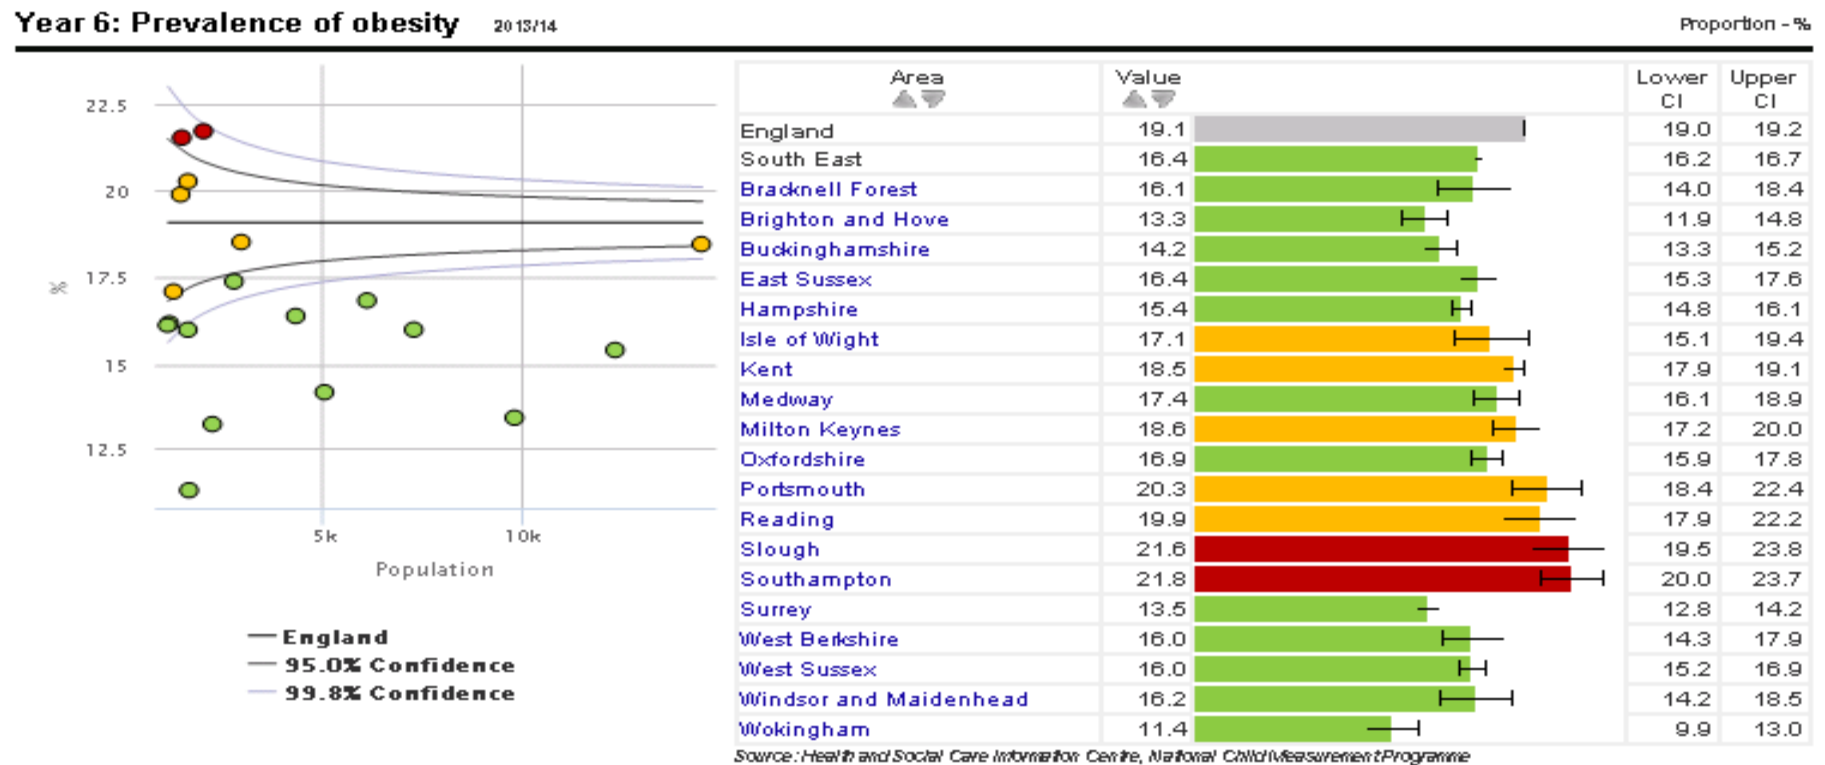 Year 6: Prevalence of obesity 2013/14 Proportion - %
22.5
20
17.5
15
12.5
%
5k 10k
Population
England
95.0% Confidence
99.8% Confidence
Area Value Lower CI Upper CI
England 19.1 19.0 19.2
South East 16.4 16.2 16.7
Bracknell Forest 16.1 14.0 18.4
Brighton and Hove 13.3 11.9 14.8
Buckinghamshire 14.2 13.3 15.2
East Sussex 16.4 15.3 17.6
Hampshire 15.4 14.8 16.1
Isle of Wight 17.1 15.1 19.4
Kent 18.5 17.9 19.1
Medway 17.4 16.1 18.9
Milton Keynes 18.6 17.2 20.0
Oxfordshire 16.9 15.9 17.8
Portsmouth 20.3 18.4 22.4
Reading 19.9 17.9 22.2
Slough 21.6 19.5 23.8
Southampton 21.8 20.0 23.7
Surrey 13.5 12.8 14.2
West Berkshire 16.0 14.3 17.9
West Sussex 16.0 15.2 16.9
Windsor and Maidenhead 16.2 14.2 18.5
Wokingham 11.4 9.9 13.0
Source: Health and Social Care Information Centre, National Child Measurement Programme